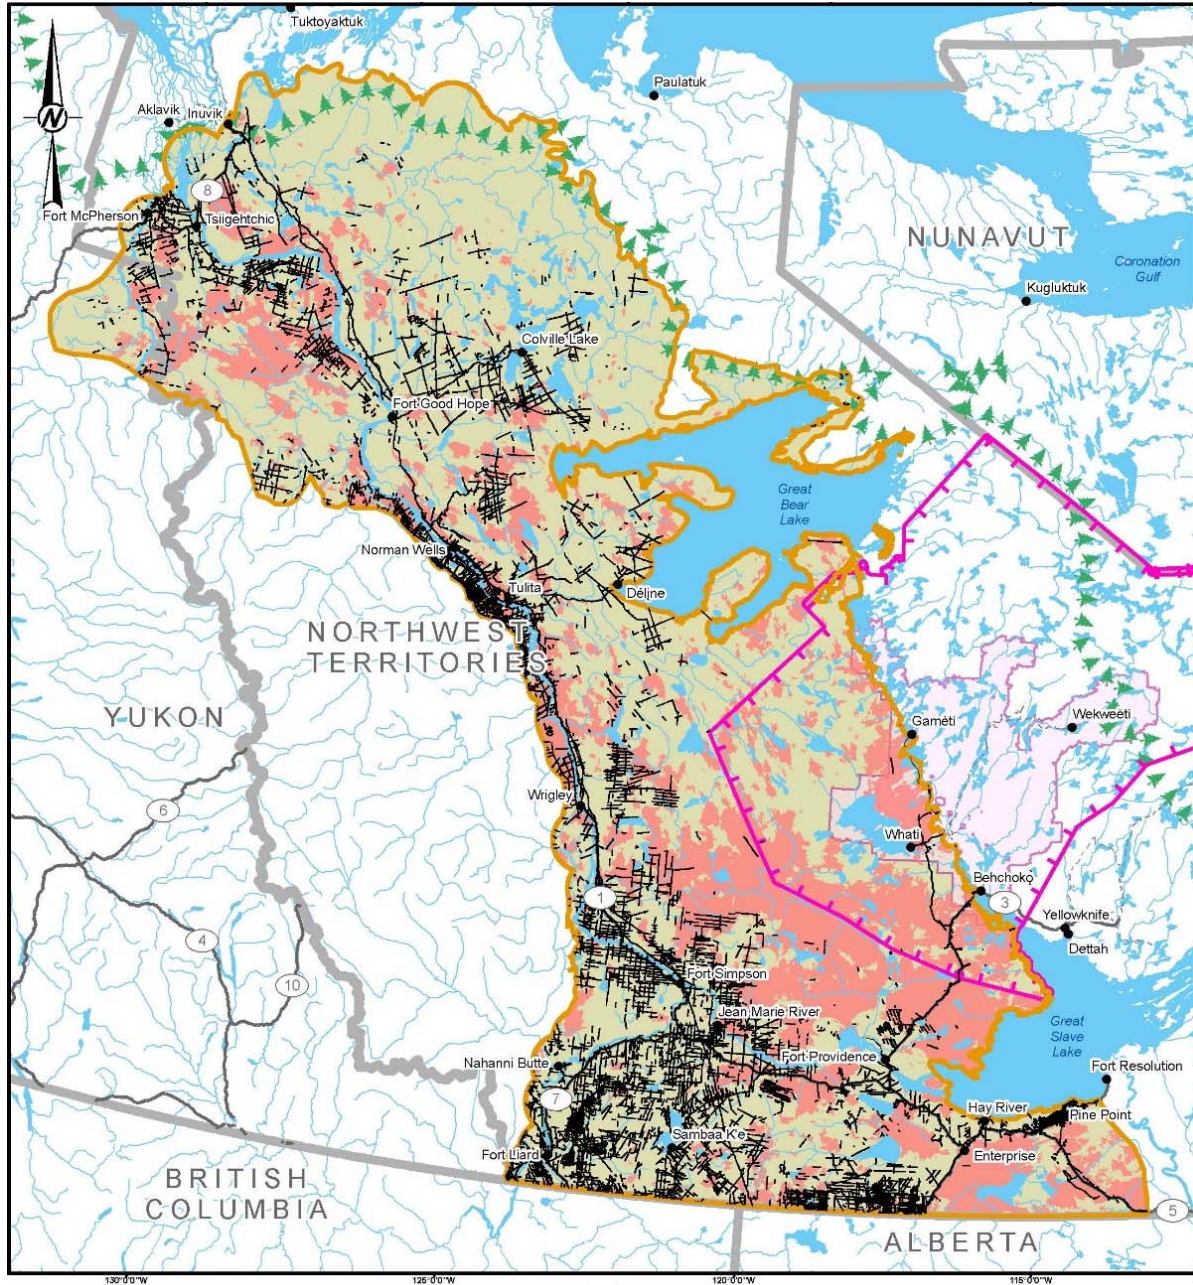 Tuktoyaktuk
Paulatuk
Aklavik
Inuvik
N
8
Fort McPherson
Tsiigehtchic
NUNAVUT
Coronation
Gulf
Kugluktuk
Colville Lake
Fort Good Hope
Great
Bear
Lake
Norman Wells
Tulita
Délįne
NORTHWEST
TERRITORIES
YUKON
Gamètì
Wekweètì
6
Wrigley
Whatì
Behchokǫ̀
1
3
Yellowknife
Dettah
4
10
Fort Simpson
Jean Marie River
Great
Slave
Lake
Fort Providence
Nahanni Butte
Fort Resolution
7
Hay River
Pine Point
Sambaa K'e
Fort Liard
Enterprise
BRITISH
COLUMBIA
5
ALBERTA
130°0'0"W
125°0'0"W
120°0'0"W
115°0'0"W